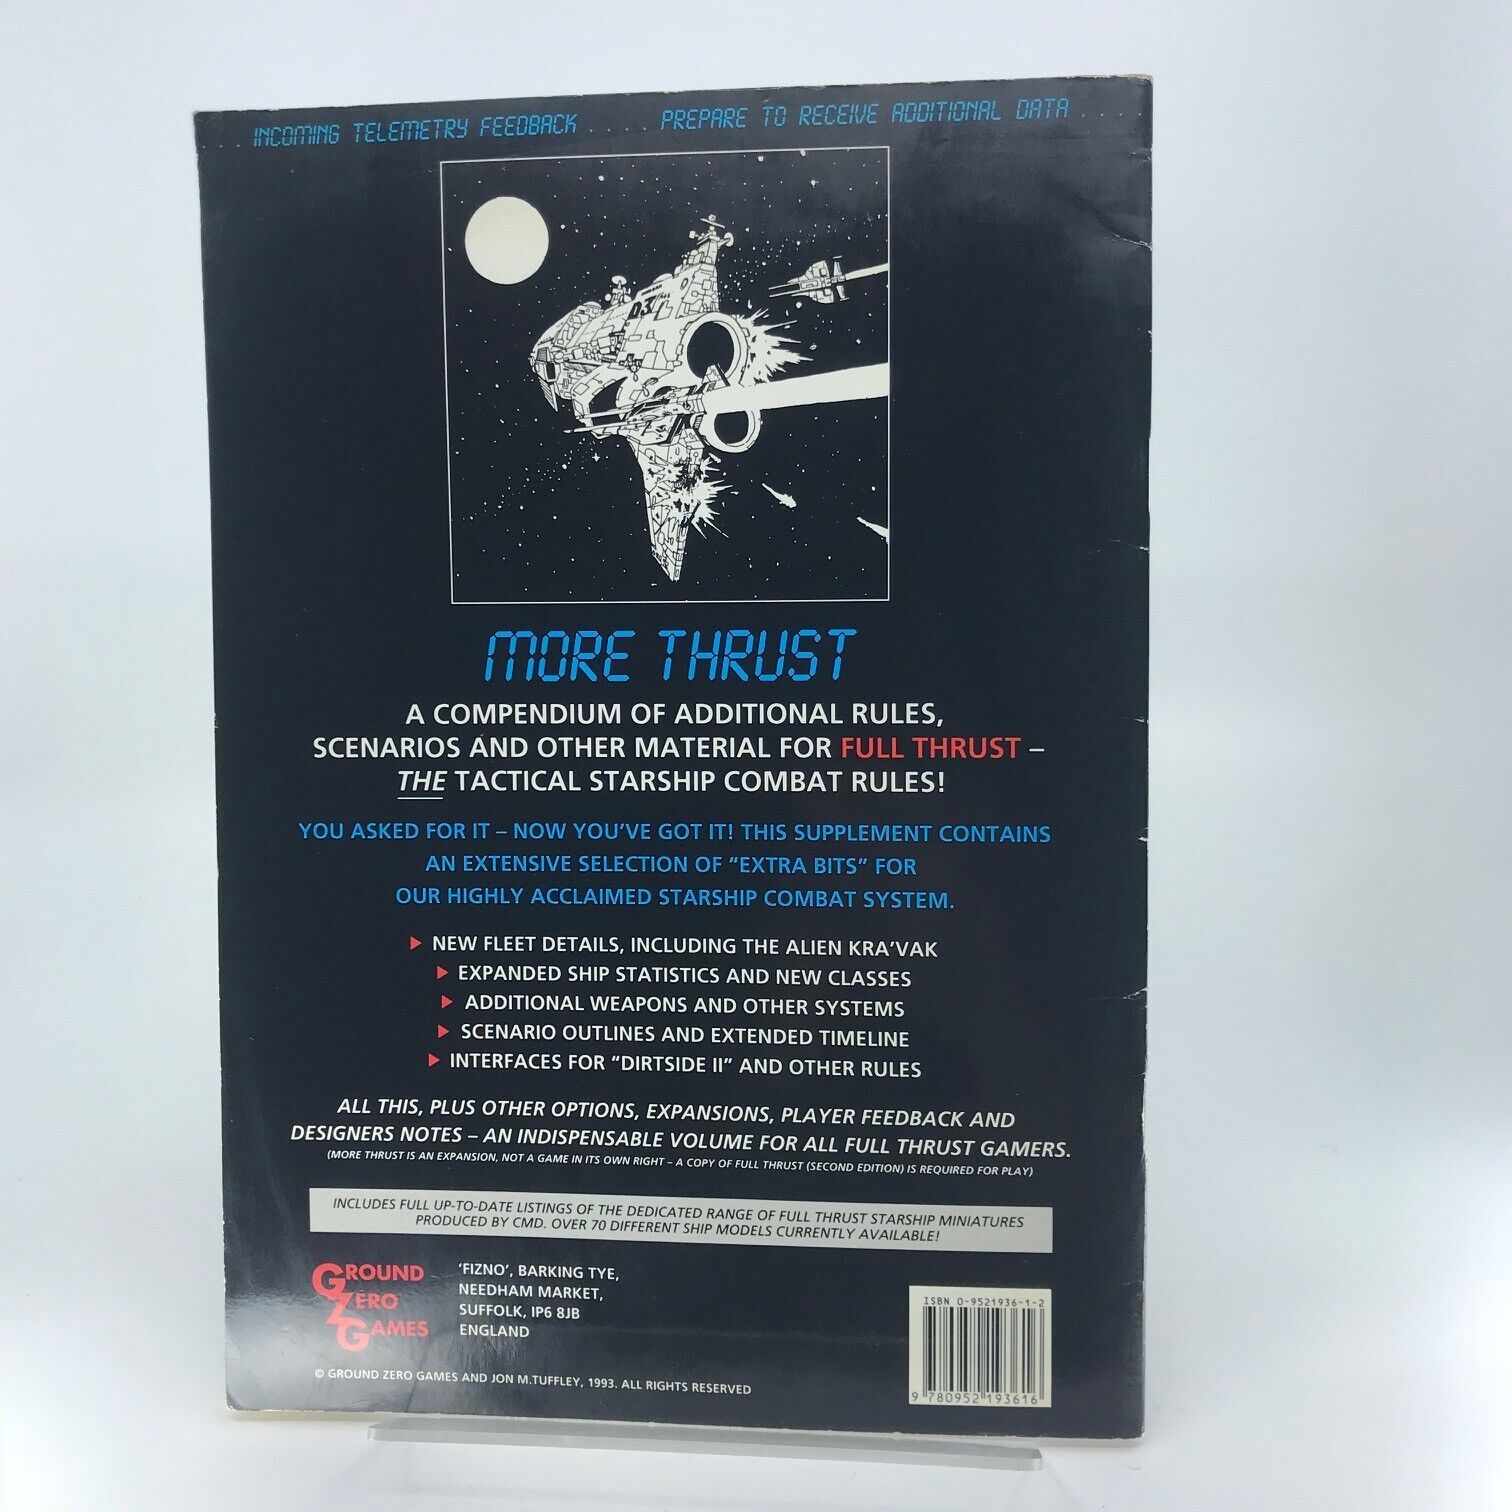 ... INCOMING TELEMETRY FEEDBACK .... PREPARE TO RECEIVE ADDITIONAL DATA ...
MORE THRUST
A COMPENDIUM OF ADDITIONAL RULES,
SCENARIOS AND OTHER MATERIAL FOR FULL THRUST –
THE TACTICAL STARSHIP COMBAT RULES!
YOU ASKED FOR IT – NOW YOU'VE GOT IT! THIS SUPPLEMENT CONTAINS
AN EXTENSIVE SELECTION OF "EXTRA BITS" FOR
OUR HIGHLY ACCLAIMED STARSHIP COMBAT SYSTEM.
▶ NEW FLEET DETAILS, INCLUDING THE ALIEN KRA'VAK
▶ EXPANDED SHIP STATISTICS AND NEW CLASSES
▶ ADDITIONAL WEAPONS AND OTHER SYSTEMS
▶ SCENARIO OUTLINES AND EXTENDED TIMELINE
▶ INTERFACES FOR "DIRTSIDE II" AND OTHER RULES
ALL THIS, PLUS OTHER OPTIONS, EXPANSIONS, PLAYER FEEDBACK AND
DESIGNERS NOTES – AN INDISPENSABLE VOLUME FOR ALL FULL THRUST GAMERS.
(MORE THRUST IS AN EXPANSION, NOT A GAME IN ITS OWN RIGHT – A COPY OF FULL THRUST (SECOND EDITION) IS REQUIRED FOR PLAY)
INCLUDES FULL UP-TO-DATE LISTINGS OF THE DEDICATED RANGE OF FULL THRUST STARSHIP MINIATURES
PRODUCED BY CMD. OVER 70 DIFFERENT SHIP MODELS CURRENTLY AVAILABLE!
GROUND
ZERO
GAMES
'FIZNO', BARKING TYE,
NEEDHAM MARKET,
SUFFOLK, IP6 8JB
ENGLAND
ISBN 0-9521936-1-2
9 780952 193616
© GROUND ZERO GAMES AND JON M.TUFFLEY, 1993. ALL RIGHTS RESERVED